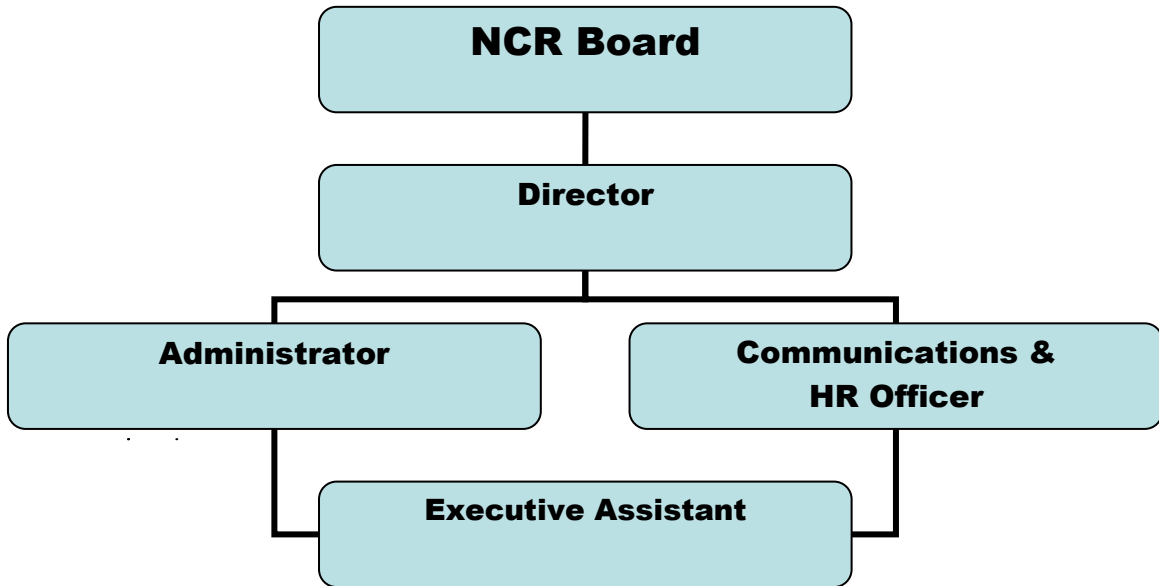 NCR Board
Director
Administrator
Communications &
HR Officer
Executive Assistant